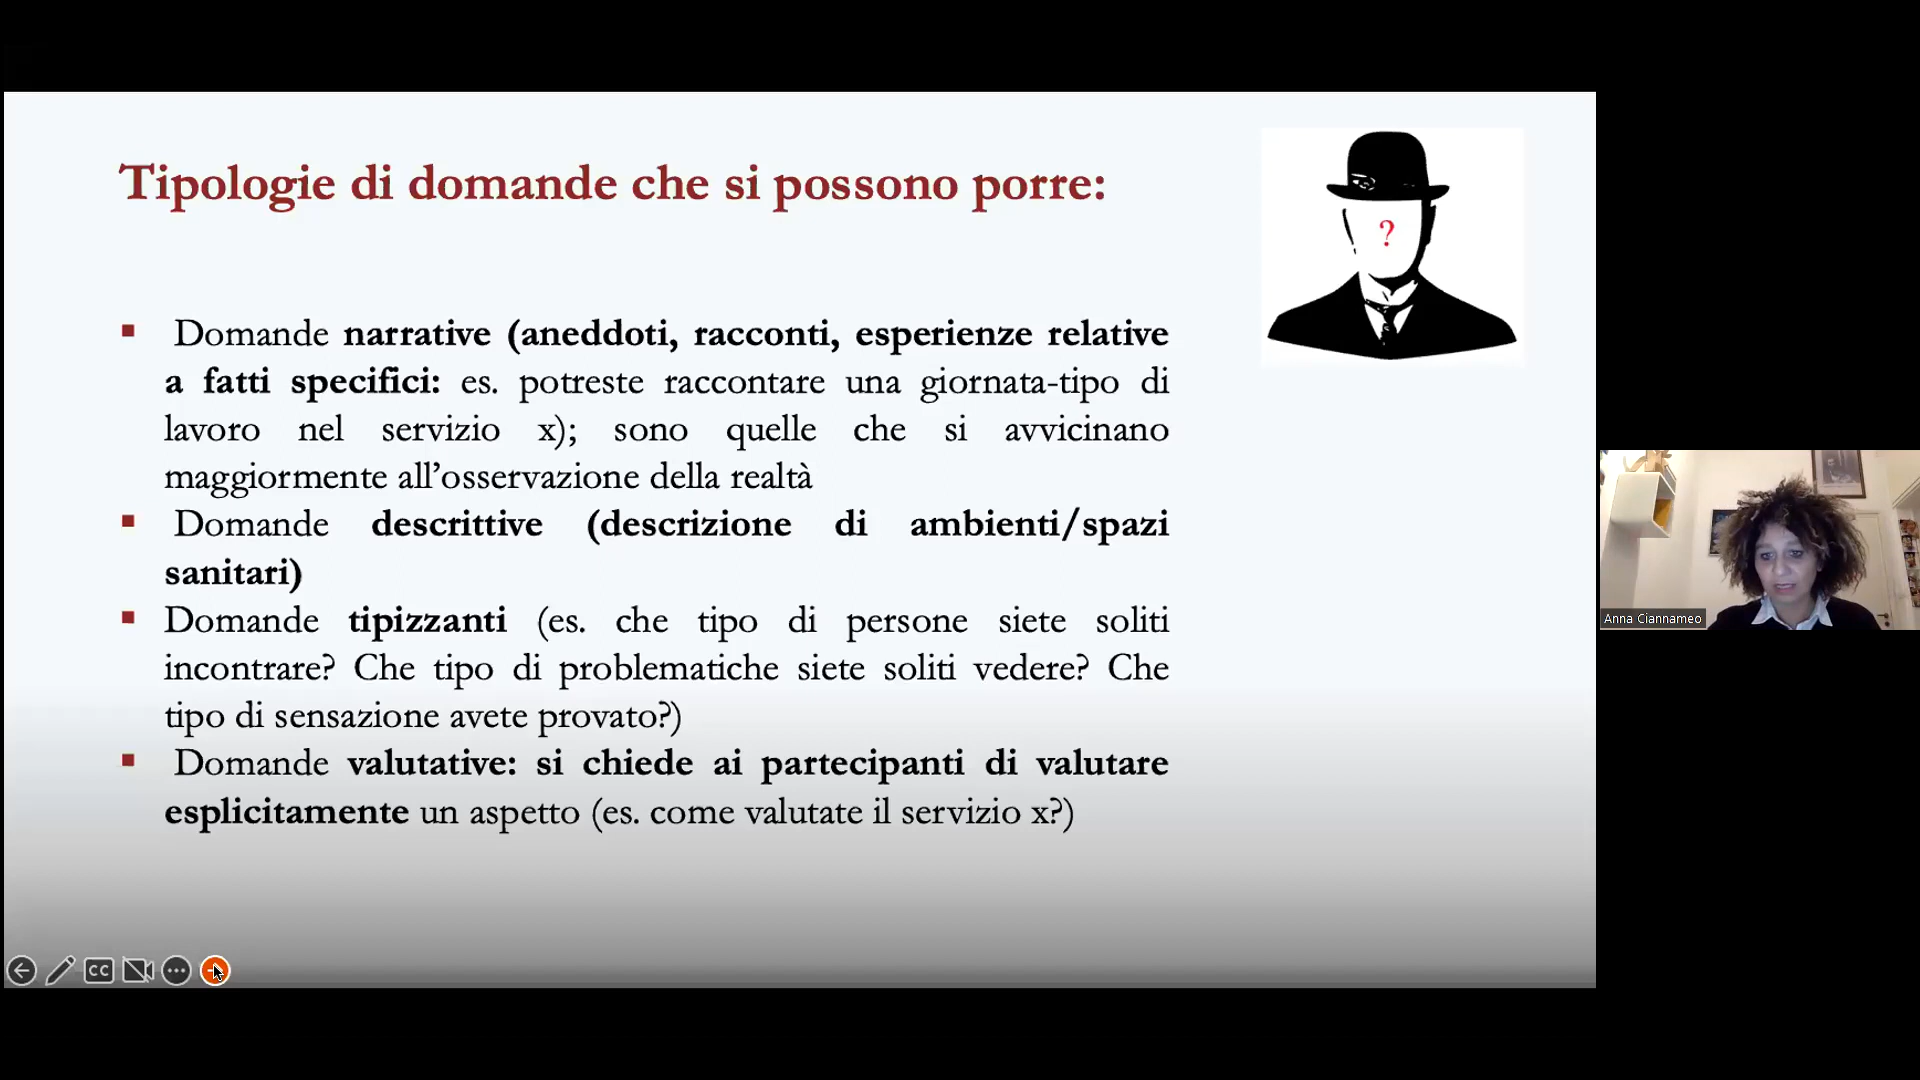 Tipologie di domande che si possono porre:
?
▪ Domande narrative (aneddoti, racconti, esperienze relative
a fatti specifici: es. potreste raccontare una giornata-tipo di
lavoro nel servizio x); sono quelle che si avvicinano
maggiormente all’osservazione della realtà
▪ Domande descrittive (descrizione di ambienti/spazi
sanitari)
▪ Domande tipizzanti (es. che tipo di persone siete soliti
incontrare? Che tipo di problematiche siete soliti vedere? Che
tipo di sensazione avete provato?)
▪ Domande valutative: si chiede ai partecipanti di valutare
esplicitamente un aspetto (es. come valutate il servizio x?)
CC
Anna Ciannameo